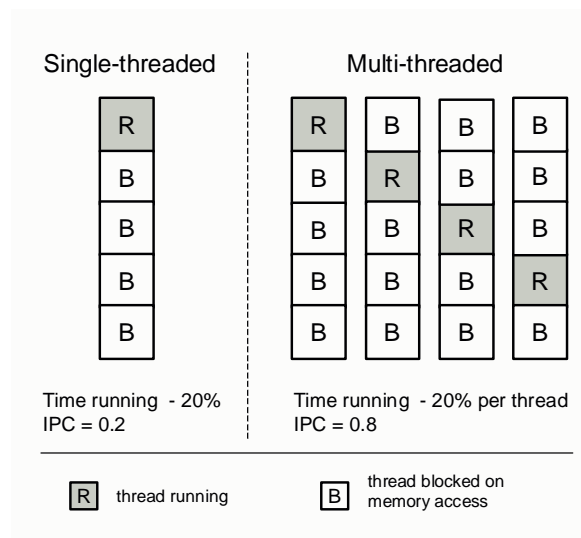 Single-threaded
Multi-threaded
R
R B B B
B
B R B B
B
B B R B
B
B B B R
B
B B B B
Time running - 20%
IPC = 0.2
Time running - 20% per thread
IPC = 0.8
R thread running
B thread blocked on
memory access